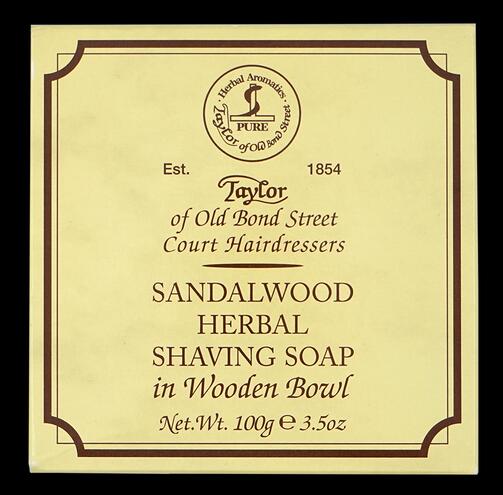 Herbal Aromatics
PURE
Taylor of Old Bond Street
Est. 1854
Taylor
of Old Bond Street
Court Hairdressers
SANDALWOOD
HERBAL
SHAVING SOAP
in Wooden Bowl
Net.Wt. 100g ℮ 3.5oz